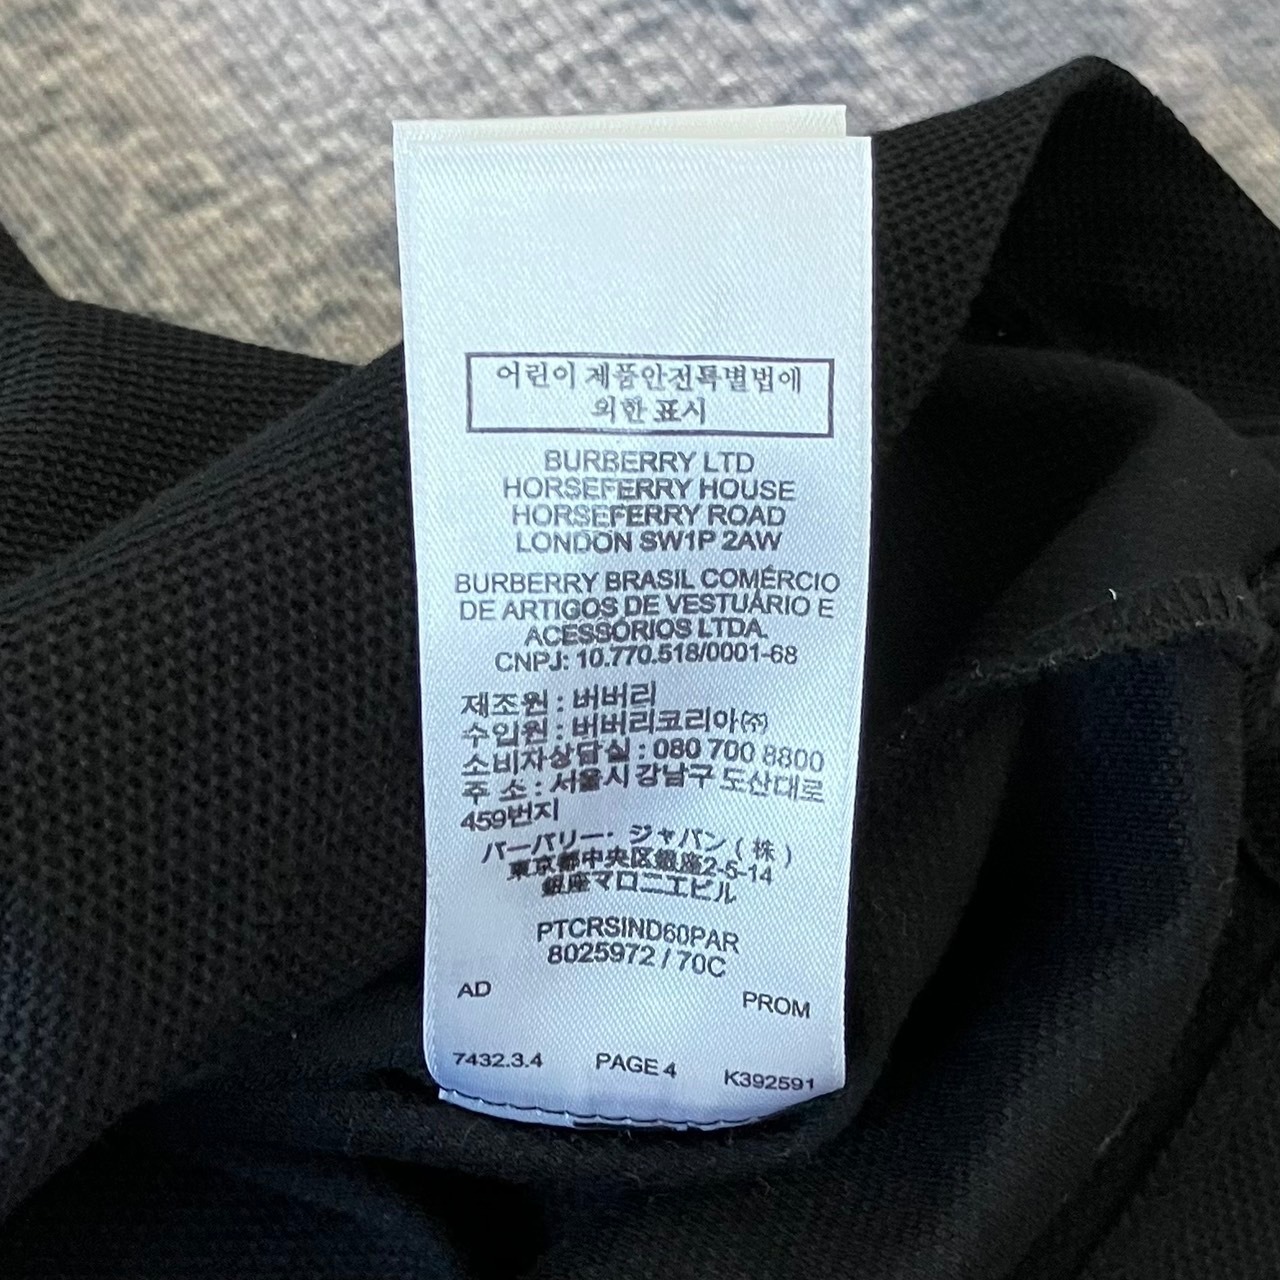 어린이 제품안전특별법에
의한 표시
BURBERRY LTD
HORSEFERRY HOUSE
HORSEFERRY ROAD
LONDON SW1P 2AW
BURBERRY BRASIL COMÉRCIO
DE ARTIGOS DE VESTUÁRIO E
ACESSÓRIOS LTDA.
CNPJ: 10.770.518/0001-68
제조원 : 버버리
수입원 : 버버리코리아㈜
소비자상담실 : 080 700 8800
주 소 : 서울시 강남구 도산대로
459번지
バーバリー・ジャパン(株)
東京都中央区銀座2-5-14
銀座マロニエビル
PTCRSIND60PAR
8025972 / 70C
AD PROM
7432.3.4 PAGE 4 K392591